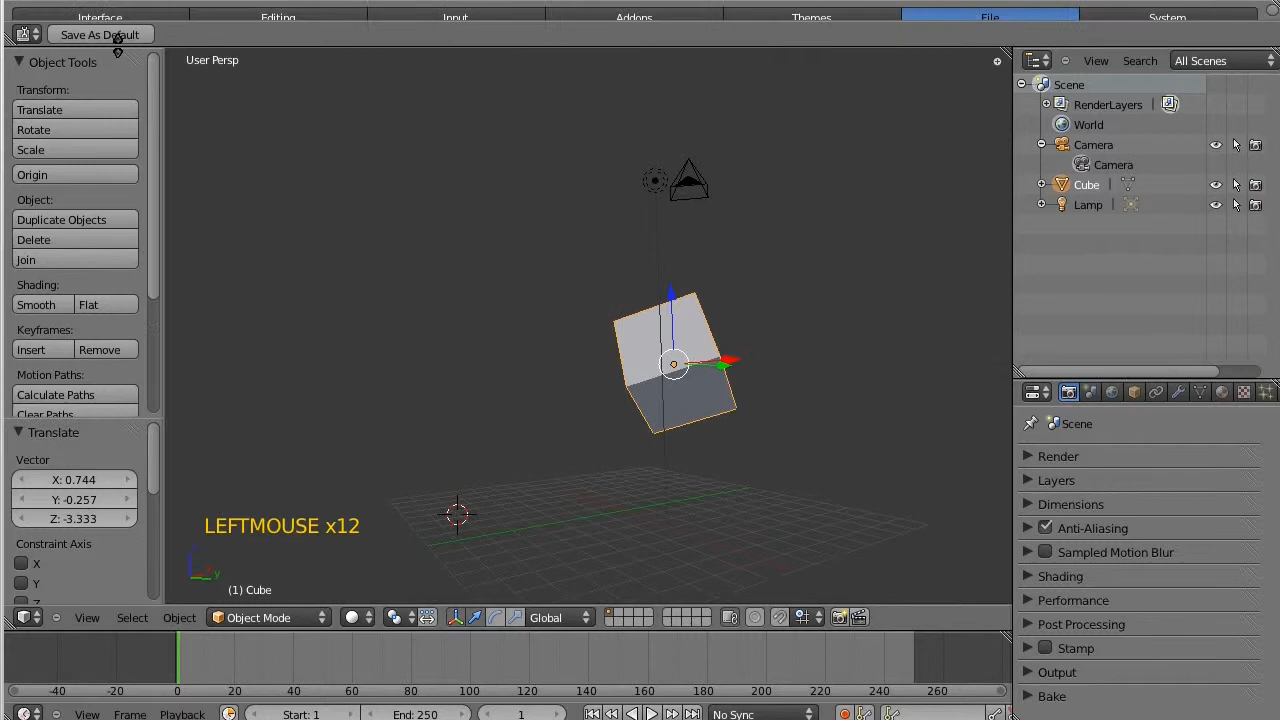 Interface Editing Input Addons Themes File System
Save As Default
Object Tools
Transform:
Translate
Rotate
Scale
Origin
Object:
Duplicate Objects
Delete
Join
Shading:
Smooth Flat
Keyframes:
Insert Remove
Motion Paths:
Calculate Paths
Clear Paths
Translate
Vector
X: 0.744
Y: -0.257
Z: -3.333
Constraint Axis
X
Y
Z
User Persp
LEFTMOUSE x12
y
(1) Cube
View Select Object Object Mode Global
-40 -20 0 20 40 60 80 100 120 140 160 180 200 220 240 260
View Frame Playback Start: 1 End: 250 1 No Sync
View Search All Scenes
Scene
RenderLayers
World
Camera
Camera
Cube
Lamp
Scene
Render
Layers
Dimensions
Anti-Aliasing
Sampled Motion Blur
Shading
Performance
Post Processing
Stamp
Output
Bake